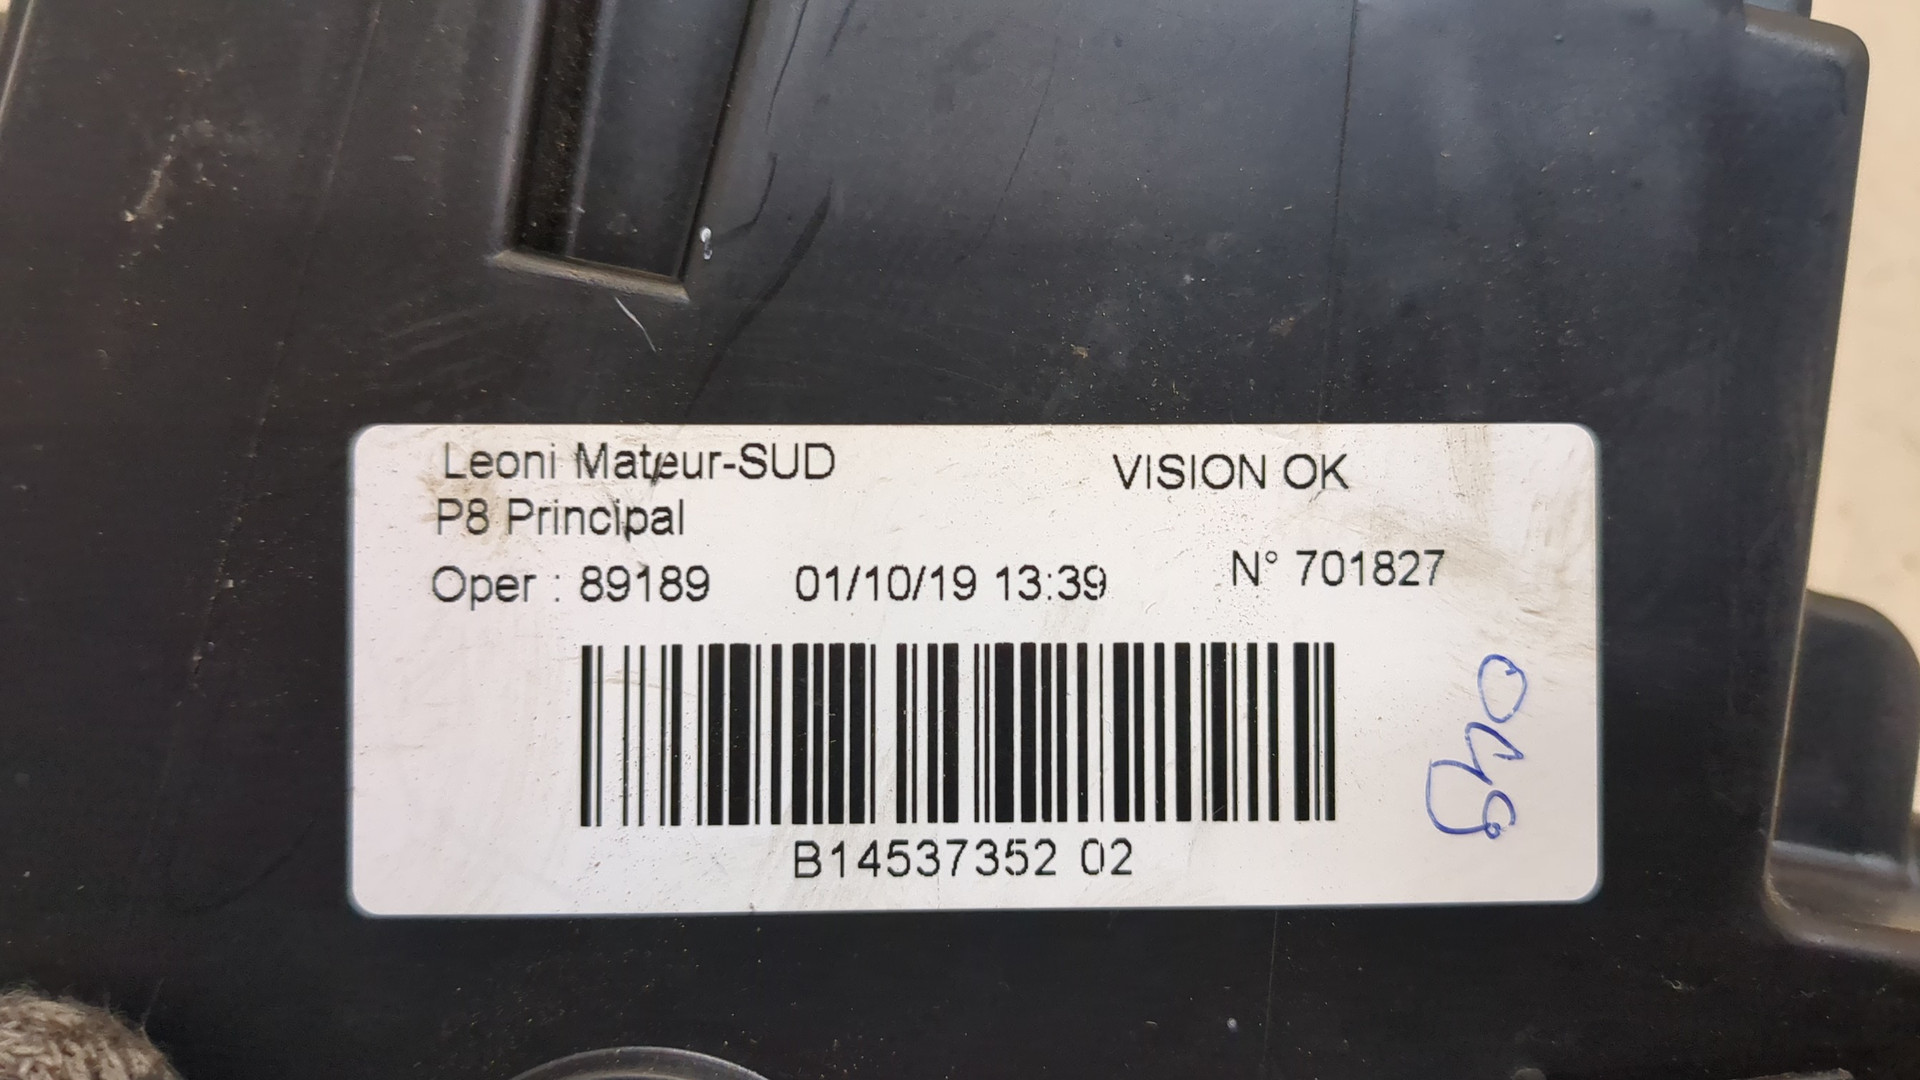 Leoni Mateur-SUD
VISION OK
P8 Principal
Oper : 89189 01/10/19 13:39 N° 701827
B14537352 02